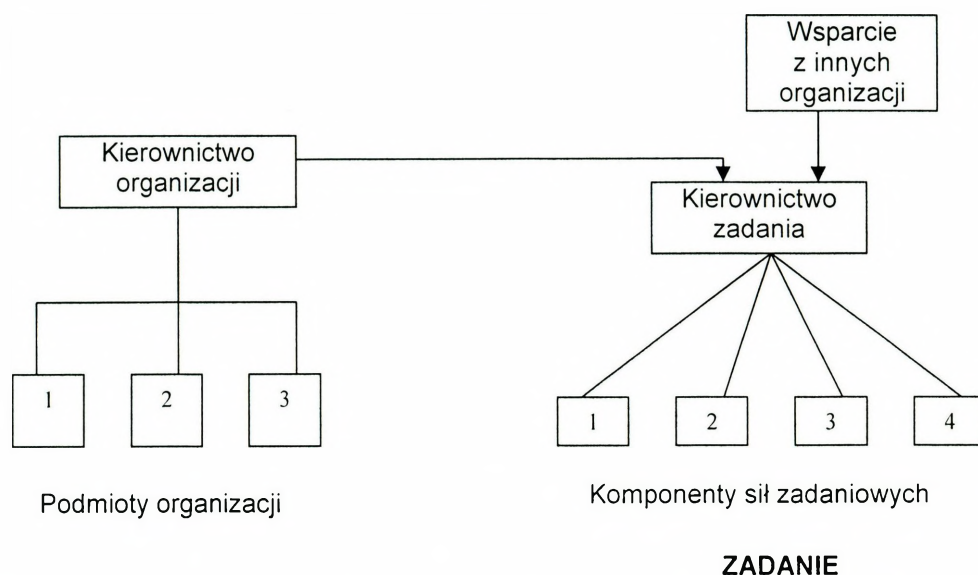 Wsparcie
z innych
organizacji
Kierownictwo
organizacji
Kierownictwo
zadania
1
2
3
1
2
3
4
Podmioty organizacji
Komponenty sił zadaniowych
ZADANIE